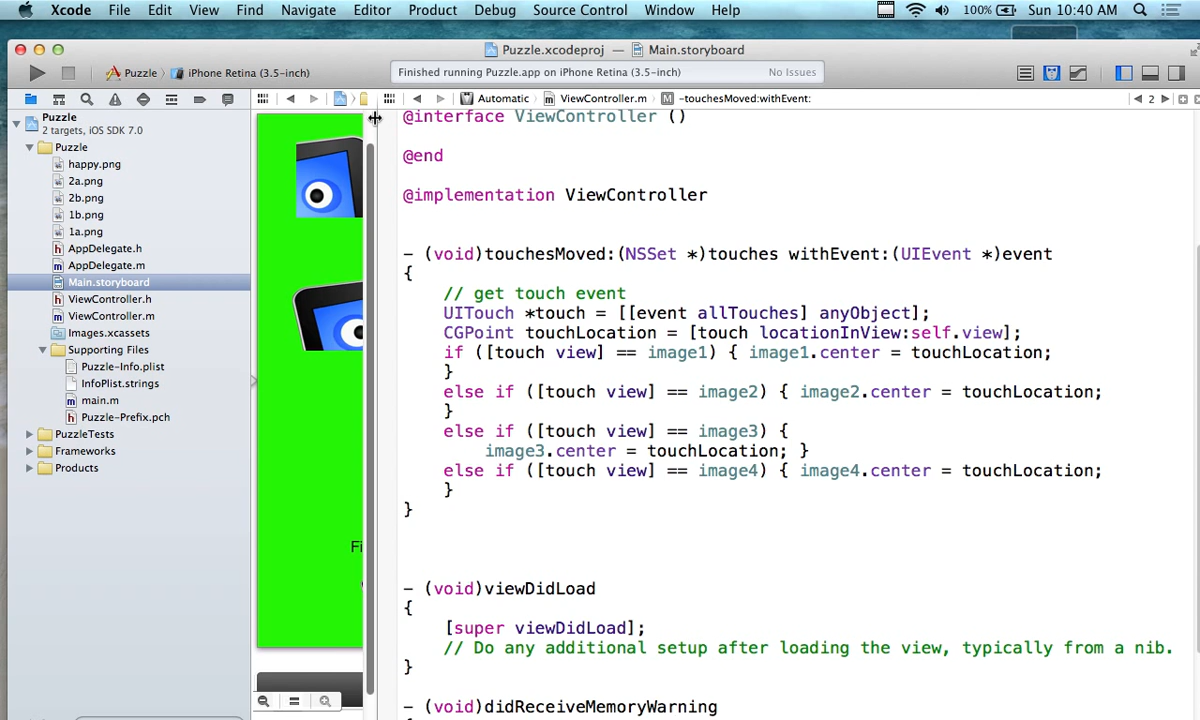 Xcode File Edit View Find Navigate Editor Product Debug Source Control Window Help 100% Sun 10:40 AM
Puzzle.xcodeproj — Main.storyboard
Puzzle iPhone Retina (3.5-inch) Finished running Puzzle.app on iPhone Retina (3.5-inch) No Issues
Automatic ViewController.m M -touchesMoved:withEvent: 2
Puzzle
2 targets, iOS SDK 7.0
Puzzle
happy.png
2a.png
2b.png
1b.png
1a.png
h AppDelegate.h
m AppDelegate.m
Main.storyboard
h ViewController.h
m ViewController.m
Images.xcassets
Supporting Files
Puzzle-Info.plist
InfoPlist.strings
m main.m
h Puzzle-Prefix.pch
PuzzleTests
Frameworks
Products
Fi
@interface ViewController ()
@end
@implementation ViewController
- (void)touchesMoved:(NSSet *)touches withEvent:(UIEvent *)event
{
// get touch event
UITouch *touch = [[event allTouches] anyObject];
CGPoint touchLocation = [touch locationInView:self.view];
if ([touch view] == image1) { image1.center = touchLocation;
}
else if ([touch view] == image2) { image2.center = touchLocation;
}
else if ([touch view] == image3) {
image3.center = touchLocation; }
else if ([touch view] == image4) { image4.center = touchLocation;
}
}
- (void)viewDidLoad
{
[super viewDidLoad];
// Do any additional setup after loading the view, typically from a nib.
}
- (void)didReceiveMemoryWarning